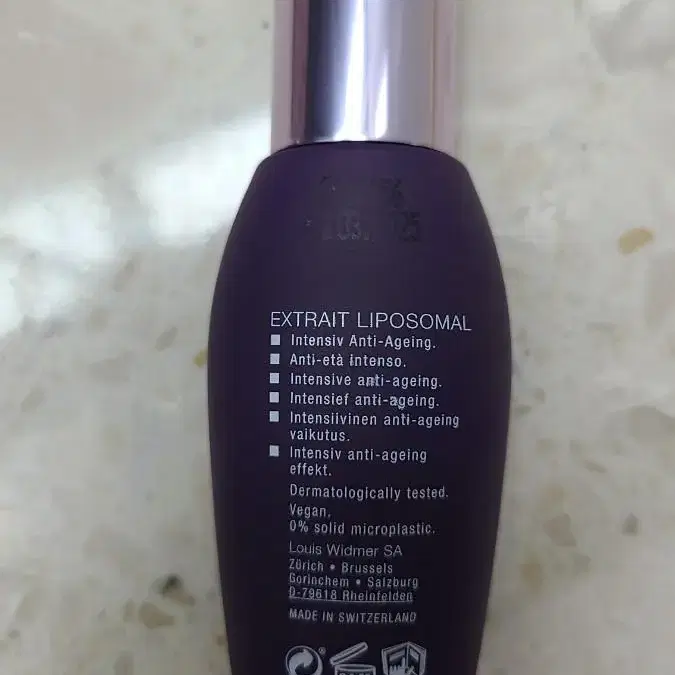 EXTRAIT LIPOSOMAL
■ Intensiv Anti-Ageing.
■ Anti-età intenso.
■ Intensive anti-ageing.
■ Intensief anti-ageing.
■ Intensiivinen anti-ageing
vaikutus.
■ Intensiv anti-ageing
effekt.
Dermatologically tested.
Vegan.
0% solid microplastic.
Louis Widmer SA
Zürich • Brussels
Gorinchem • Salzburg
D-79618 Rheinfelden
MADE IN SWITZERLAND